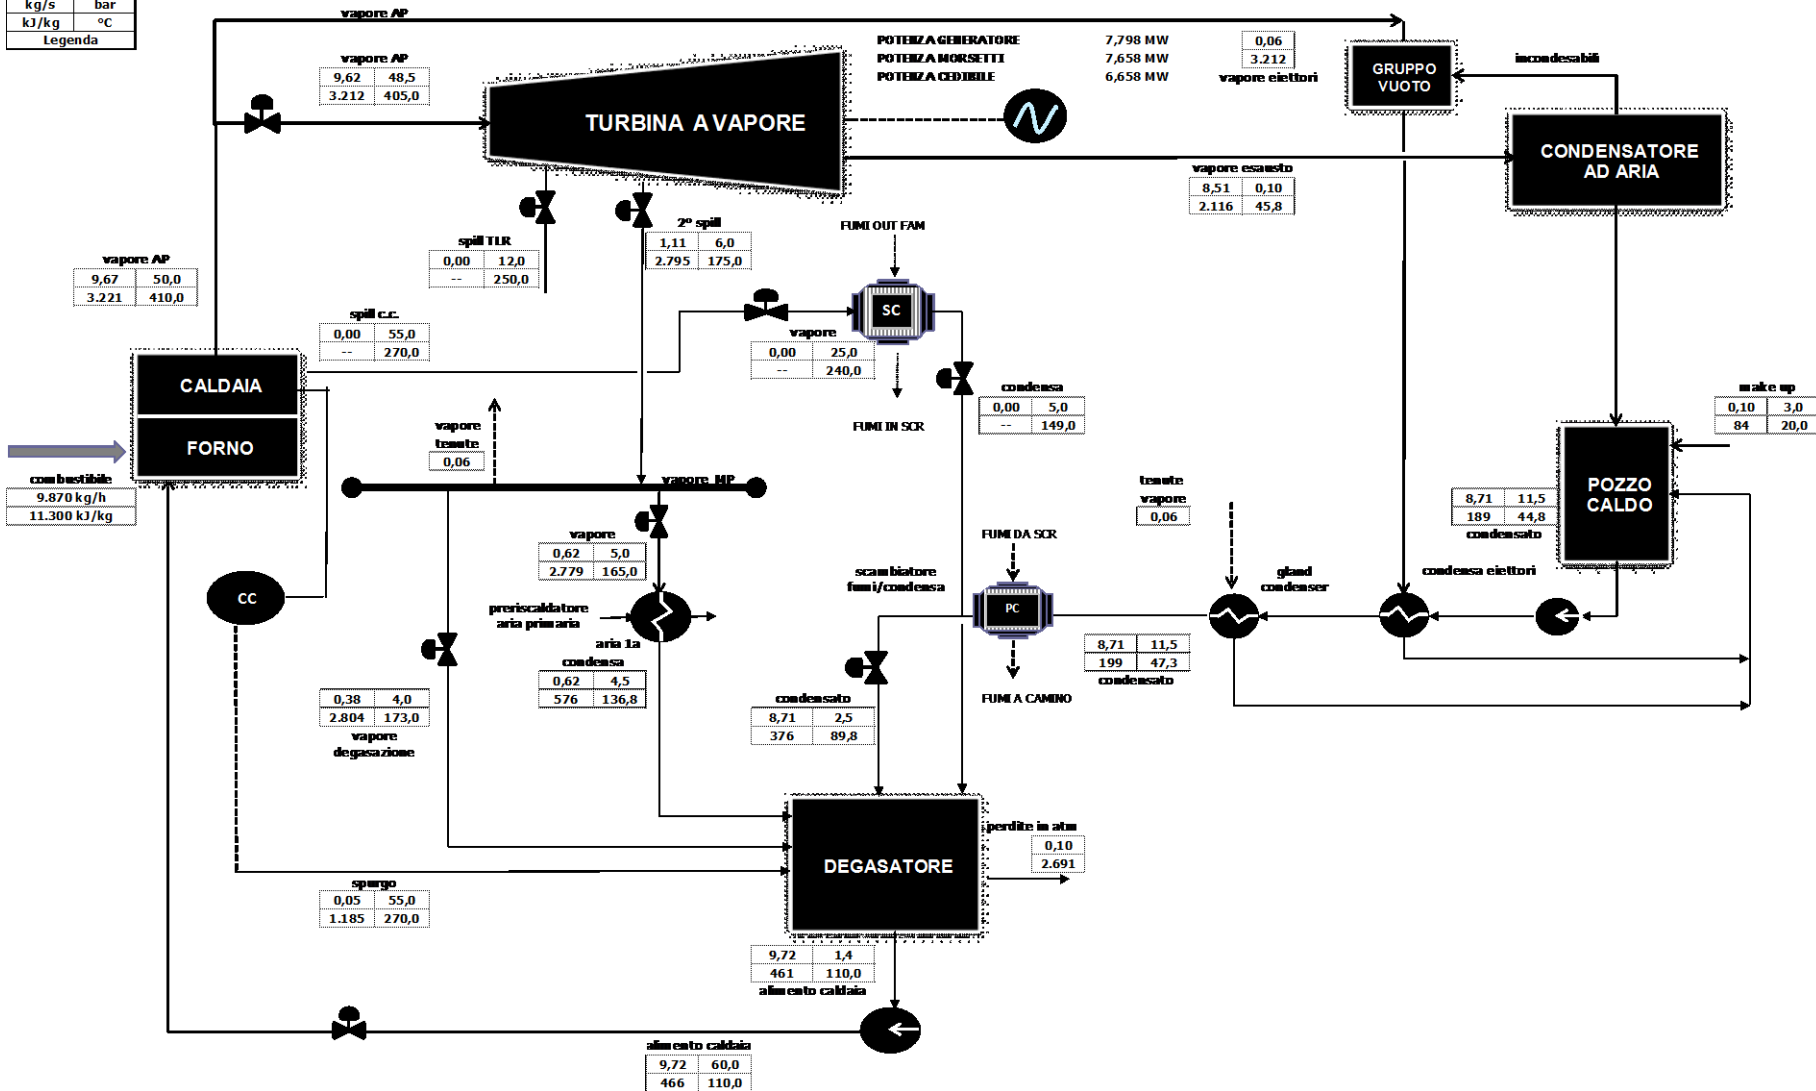 kg/s bar
kJ/kg °C
Legenda
vapore AP
vapore AP
9,62 48,5
3.212 405,0
TURBINA A VAPORE
POTENZA GENERATORE 7,798 MW
POTENZA MORSETTI 7,658 MW
POTENZA CEDIBILE 6,658 MW
0,06
3.212
vapore eiettori
GRUPPO
VUOTO
incondesabili
CONDENSATORE
AD ARIA
vapore esausto
8,51 0,10
2.116 45,8
2° spill
1,11 6,0
2.795 175,0
spill TLR
0,00 12,0
-- 250,0
FUMI OUT FAM
SC
vapore AP
9,67 50,0
3.221 410,0
spill c.c.
0,00 55,0
-- 270,0
vapore
0,00 25,0
-- 240,0
FUMI IN SCR
condensa
0,00 5,0
-- 149,0
make up
0,10 3,0
84 20,0
CALDAIA
FORNO
combustibile
9.870 kg/h
11.300 kJ/kg
vapore
tenute
0,06
vapore MP
tenute
vapore
0,06
8,71 11,5
189 44,8
condensato
POZZO
CALDO
vapore
0,62 5,0
2.779 165,0
FUMI DA SCR
scambiatore
fumi/condensa
gland
condenser
condensa eiettori
CC
preriscaldatore
aria primaria
aria 1a
PC
condensa
0,62 4,5
576 136,8
8,71 11,5
199 47,3
condensato
FUMI A CAMINO
0,38 4,0
2.804 173,0
vapore
degasazione
condensato
8,71 2,5
376 89,8
DEGASATORE
perdite in atm
0,10
2.691
spurgo
0,05 55,0
1.185 270,0
9,72 1,4
461 110,0
alimento caldaia
alimento caldaia
9,72 60,0
466 110,0